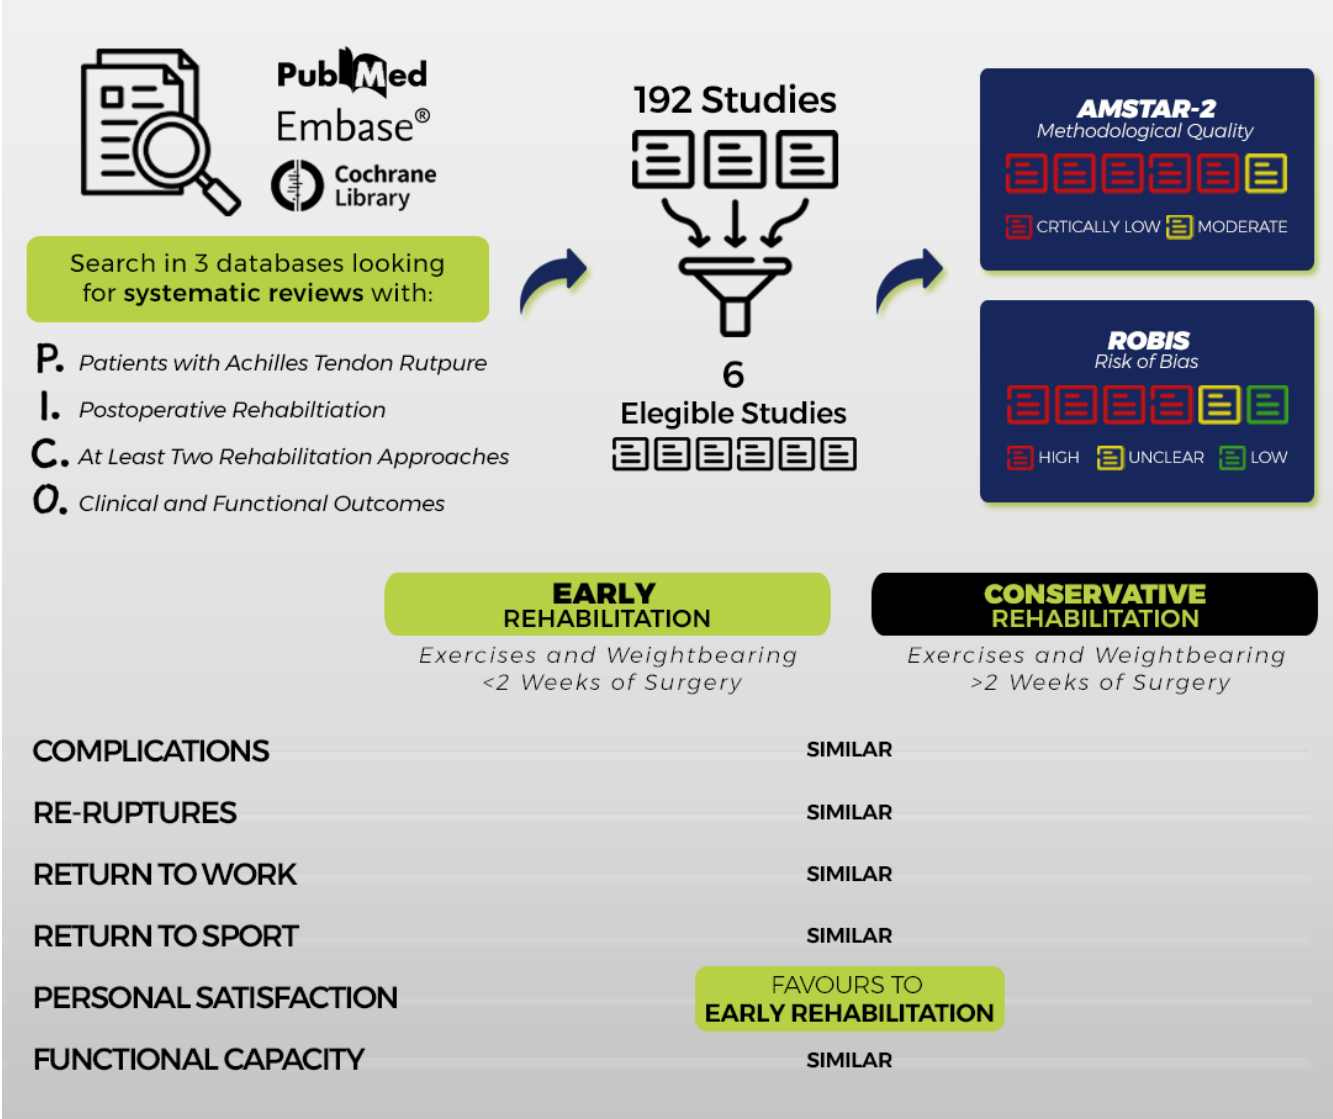 PubMed
Embase®
Cochrane
Library
Search in 3 databases looking
for systematic reviews with:
P. Patients with Achilles Tendon Rutpure
I. Postoperative Rehabiltiation
C. At Least Two Rehabilitation Approaches
O. Clinical and Functional Outcomes
192 Studies
6
Elegible Studies
AMSTAR-2
Methodological Quality
CRTICALLY LOW MODERATE
ROBIS
Risk of Bias
HIGH UNCLEAR LOW
EARLY
REHABILITATION
Exercises and Weightbearing
<2 Weeks of Surgery
CONSERVATIVE
REHABILITATION
Exercises and Weightbearing
>2 Weeks of Surgery
COMPLICATIONS SIMILAR
RE-RUPTURES SIMILAR
RETURN TO WORK SIMILAR
RETURN TO SPORT SIMILAR
PERSONAL SATISFACTION
FAVOURS TO
EARLY REHABILITATION
FUNCTIONAL CAPACITY SIMILAR